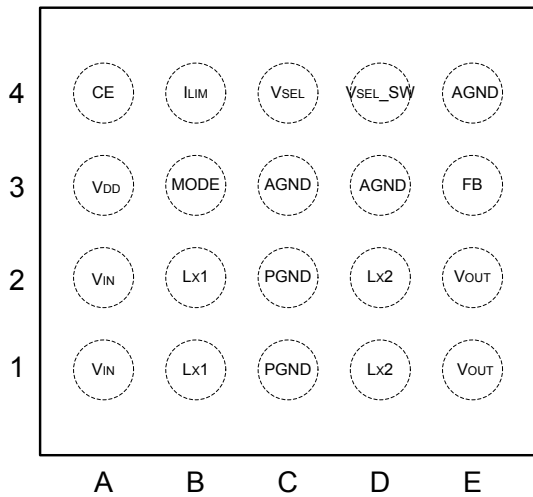 4 CE ILIM VSEL VSEL_SW AGND
3 VDD MODE AGND AGND FB
2 VIN LX1 PGND LX2 VOUT
1 VIN LX1 PGND LX2 VOUT
A B C D E